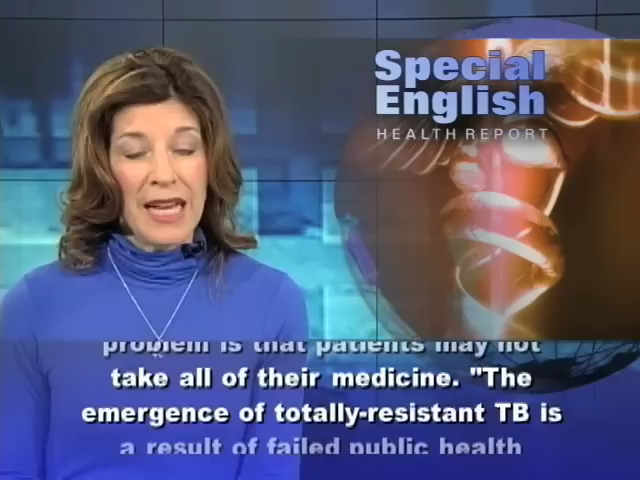 Special
English
HEALTH REPORT
problem is that patients may not
take all of their medicine. "The
emergence of totally-resistant TB is
a result of failed public health